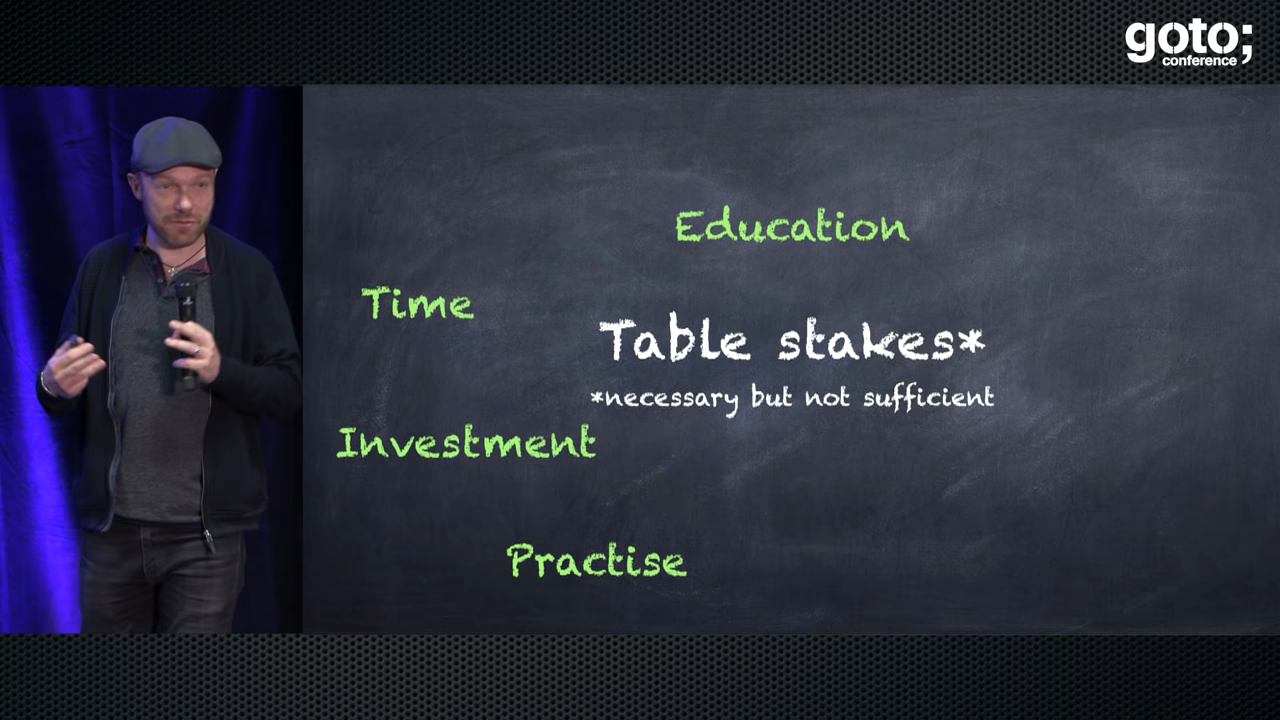 goto;
conference
Education
Time
Table stakes*
*necessary but not sufficient
Investment
Practise